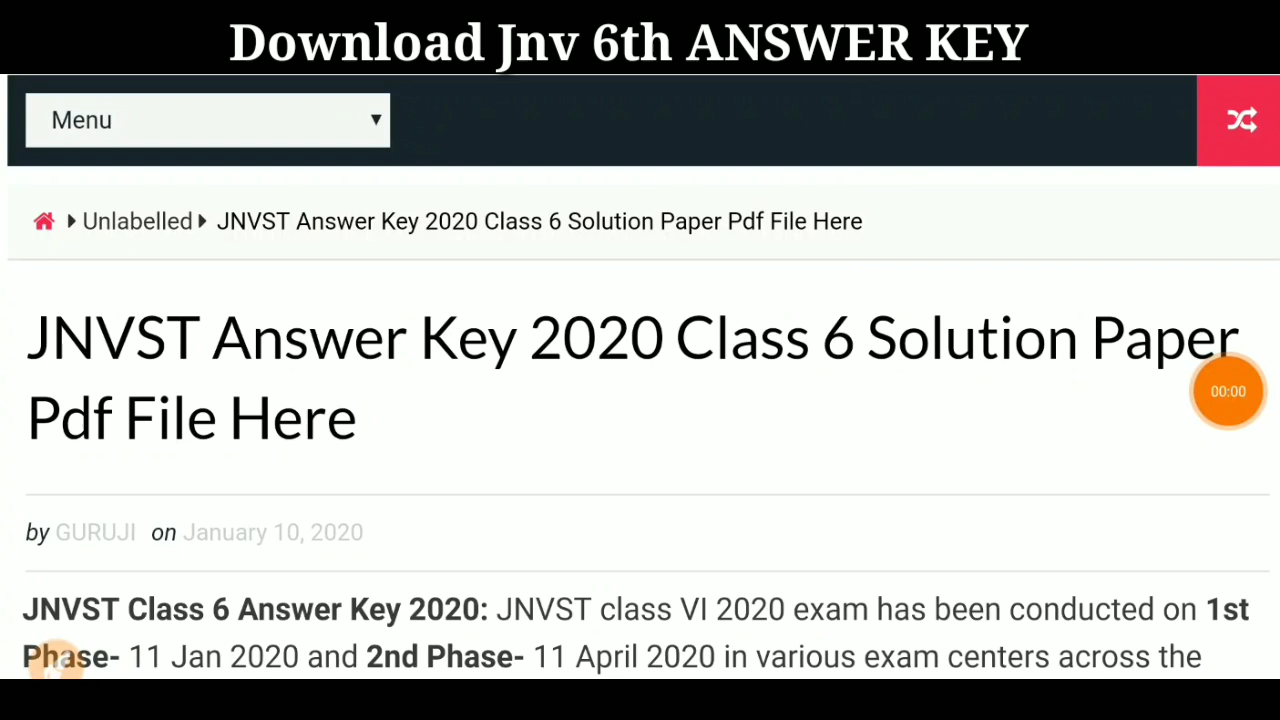 Download Jnv 6th ANSWER KEY
Menu
Unlabelled JNVST Answer Key 2020 Class 6 Solution Paper Pdf File Here
JNVST Answer Key 2020 Class 6 Solution Paper
Pdf File Here
00:00
by GURUJI on January 10, 2020
JNVST Class 6 Answer Key 2020: JNVST class VI 2020 exam has been conducted on 1st
Phase- 11 Jan 2020 and 2nd Phase- 11 April 2020 in various exam centers across the